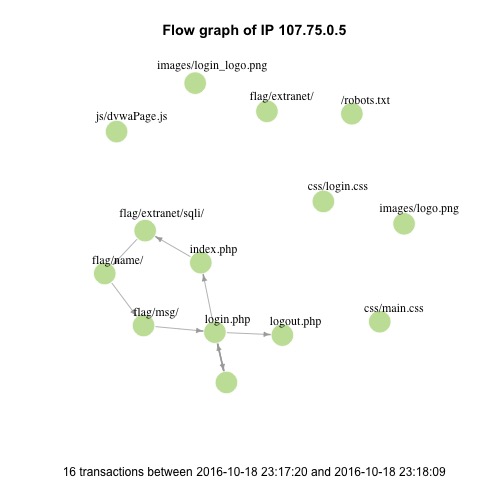 Flow graph of IP 107.75.0.5
images/login_logo.png
flag/extranet/
/robots.txt
js/dvwaPage.js
css/login.css
images/logo.png
flag/extranet/sqli/
index.php
flag/name/
flag/msg/
login.php
logout.php
css/main.css
16 transactions between 2016-10-18 23:17:20 and 2016-10-18 23:18:09